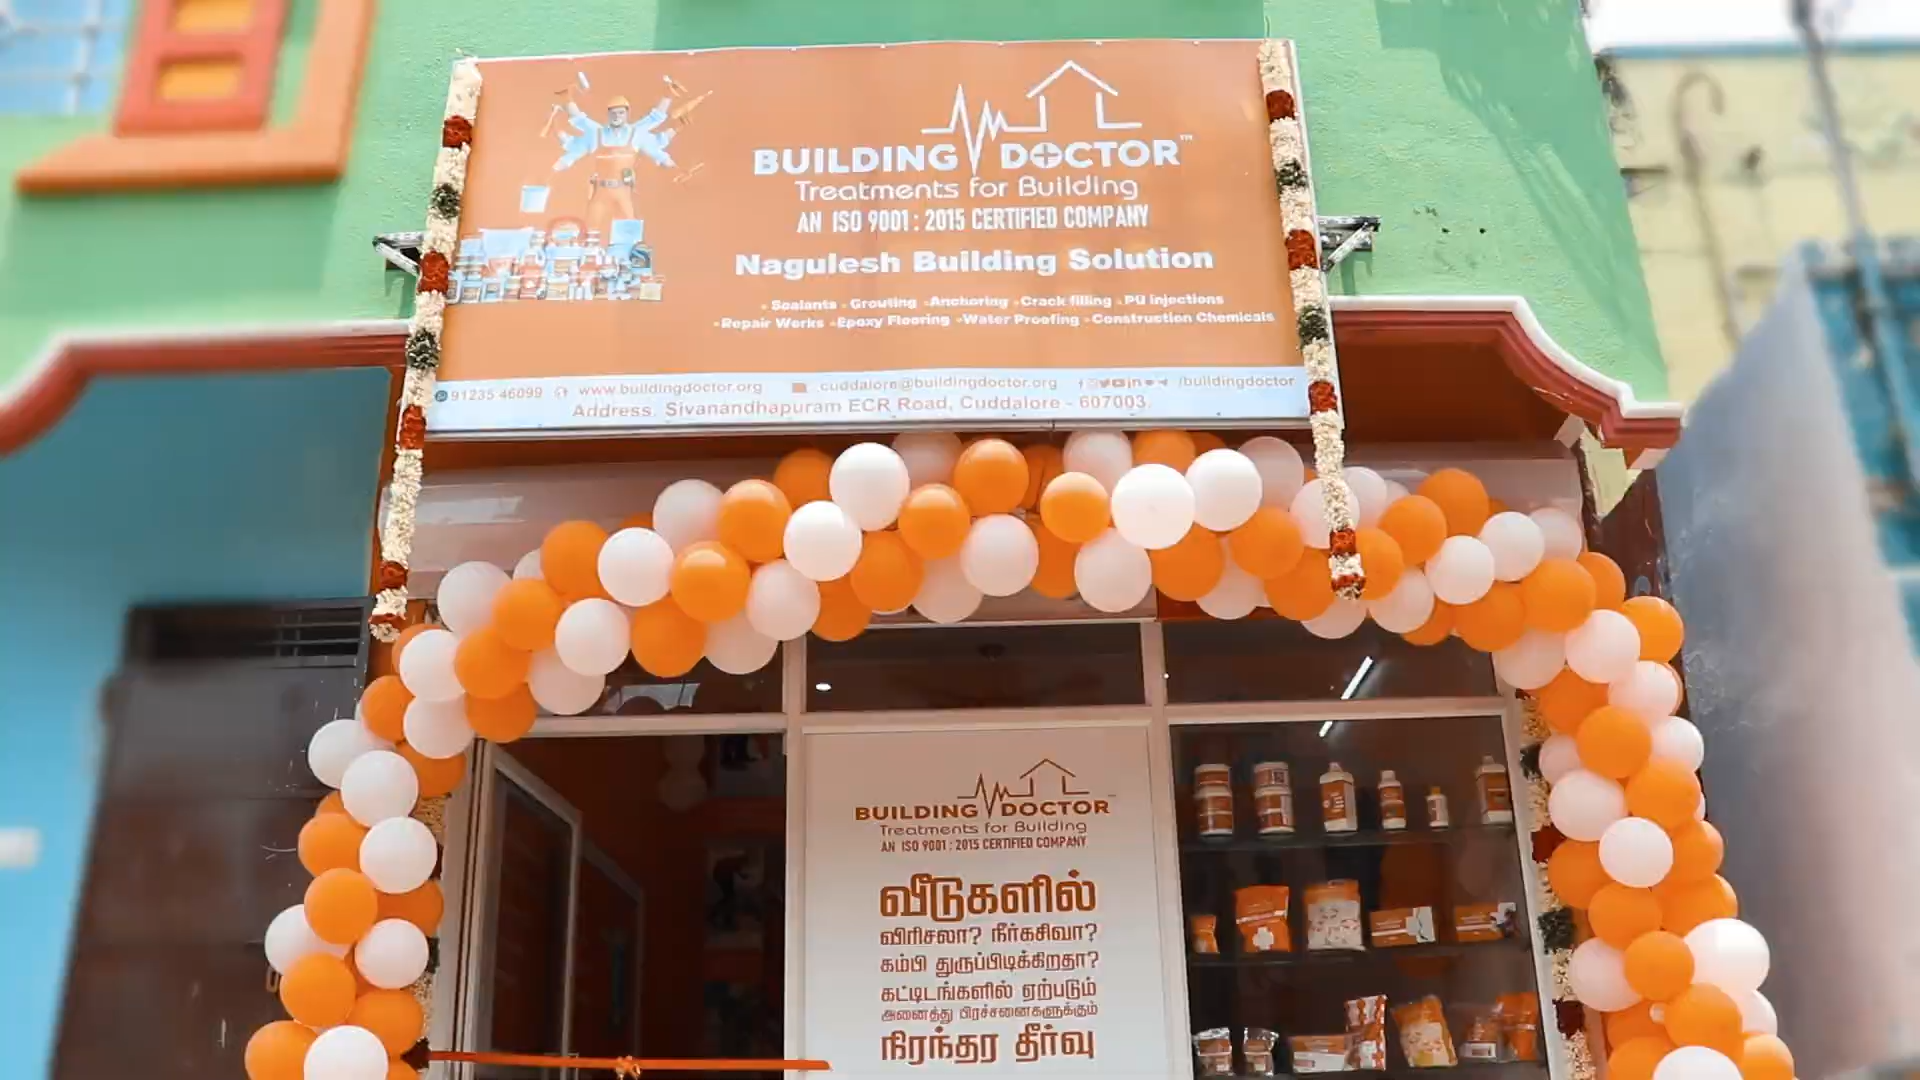 BUILDING DOCTOR™
Treatments for Building
AN ISO 9001 : 2015 CERTIFIED COMPANY
Nagulesh Building Solution
• Sealants • Grouting • Anchoring • Crack filling • PU injections
• Repair Works • Epoxy Flooring • Water Proofing • Construction Chemicals
91235 46099 www.buildingdoctor.org cuddalore@buildingdoctor.org /buildingdoctor
Address. Sivanandhapuram ECR Road, Cuddalore - 607003.
BUILDING DOCTOR™
Treatments for Building
AN ISO 9001 : 2015 CERTIFIED COMPANY
வீடுகளில்
விரிசலா? நீர்கசிவா?
கம்பி துருப்பிடிக்கிறதா?
கட்டிடங்களில் ஏற்படும்
அனைத்து பிரச்சனைகளுக்கும்
நிரந்தர தீர்வு